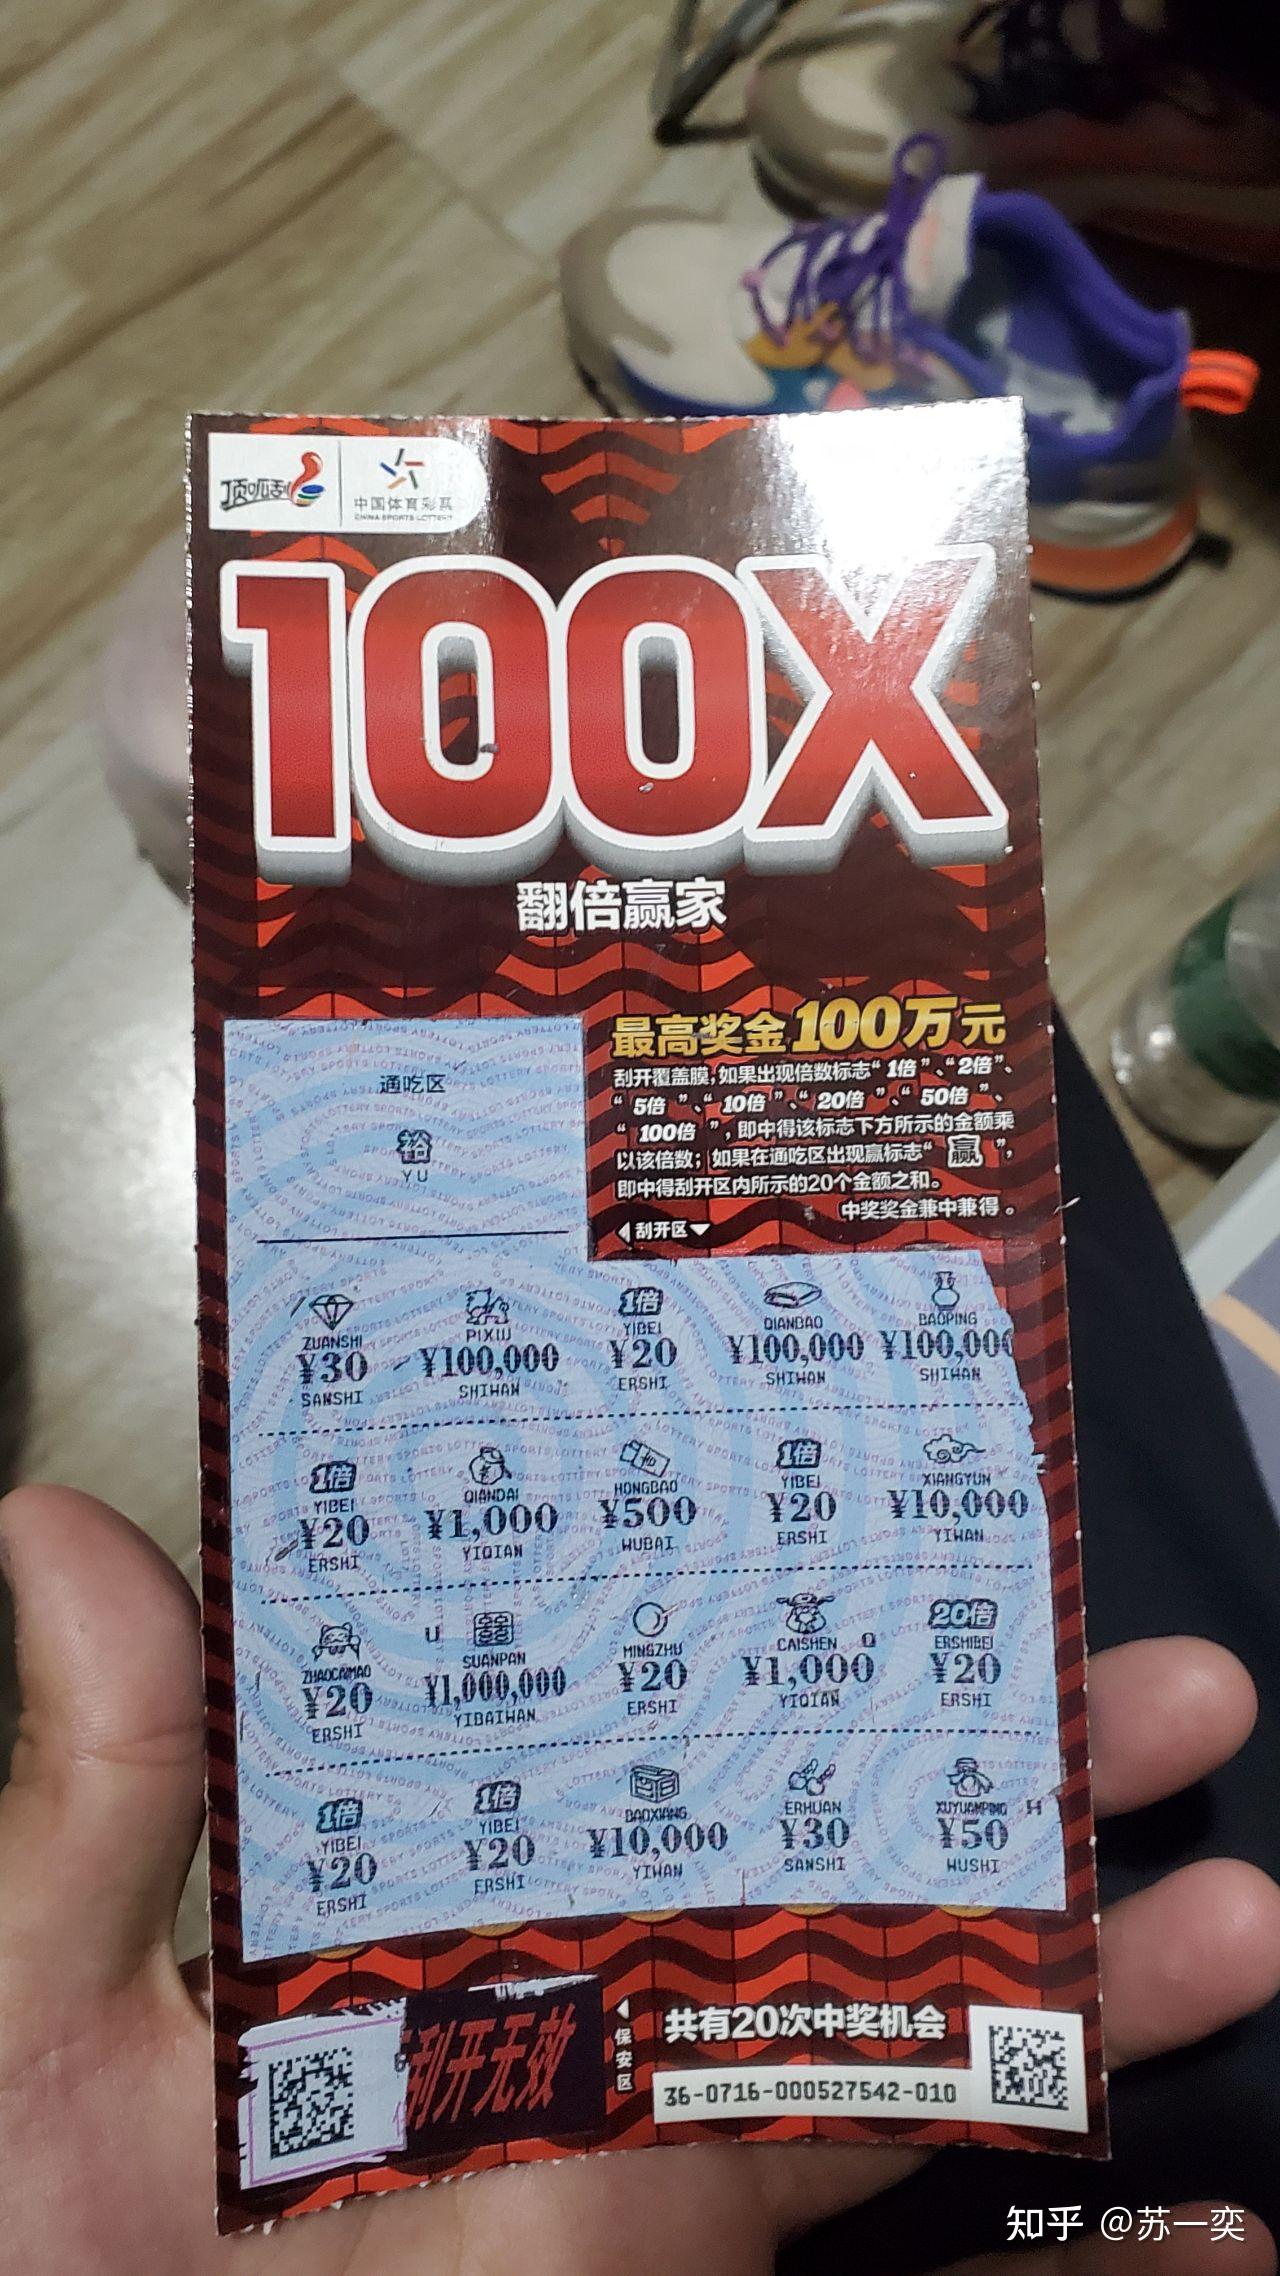 顶呱刮
中国体育彩票
CHINA SPORTS LOTTERY
100X
翻倍赢家
最高奖金100万元
刮开覆盖膜,如果出现倍数标志“1倍”、“2倍”、
“5倍”、“10倍”、“20倍”、“50倍”、
“100倍”,即中得该标志下方所示的金额乘
以该倍数;如果在通吃区出现赢标志“赢”,
即中得刮开区内所示的20个金额之和。
中奖奖金兼中兼得。
刮开区
通吃区
裕
YU
1倍
ZUANSHI PIXIU YIBEI QIANBAO BAOPING
¥30 ¥100,000 ¥20 ¥100,000 ¥100,000
SANSHI SHIWAN ERSHI SHIWAN SHIWAN
1倍 1倍
YIBEI QIANDAI HONGBAO YIBEI XIANGYUN
¥20 ¥1,000 ¥500 ¥20 ¥10,000
ERSHI YIQIAN WUBAI ERSHI YIWAN
U 20倍
ZHAOCAIMAO SUANPAN MINGZHU CAISHEN Q ERSHIBEI
¥20 ¥1,000,000 ¥20 ¥1,000 ¥20
ERSHI YIBAIWAN ERSHI YIQIAN ERSHI
1倍 1倍
YIBEI YIBEI BAOXIANG ERHUAN XUYUANPING H
¥20 ¥20 ¥10,000 ¥30 ¥50
ERSHI ERSHI YIWAN SANSHI WUSHI
刮开无效
保安区
共有20次中奖机会
36-0716-000527542-010
知乎 @苏一奕